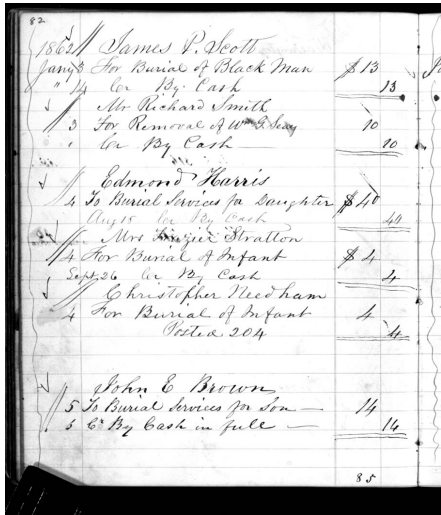 82
1862 James P. Scott
Jany 3 For Burial of Black Man $13
" 4 Cr By Cash 13
Mr Richard Smith
3 For Removal of Wm G. 10
" Cr By Cash 10
Edmond Harris
4 To Burial Services for Daughter $40
Aug 18 Cr By Cash 40
Mrs Stratton
4 For Burial of Infant $4
Sept. 26 Cr By Cash 4
Christopher Needham
4 For Burial of Infant 4
Posted 204 4
John E Brown
5 To Burial Services for Son — 14
5 Cr By Cash in full — 14
85